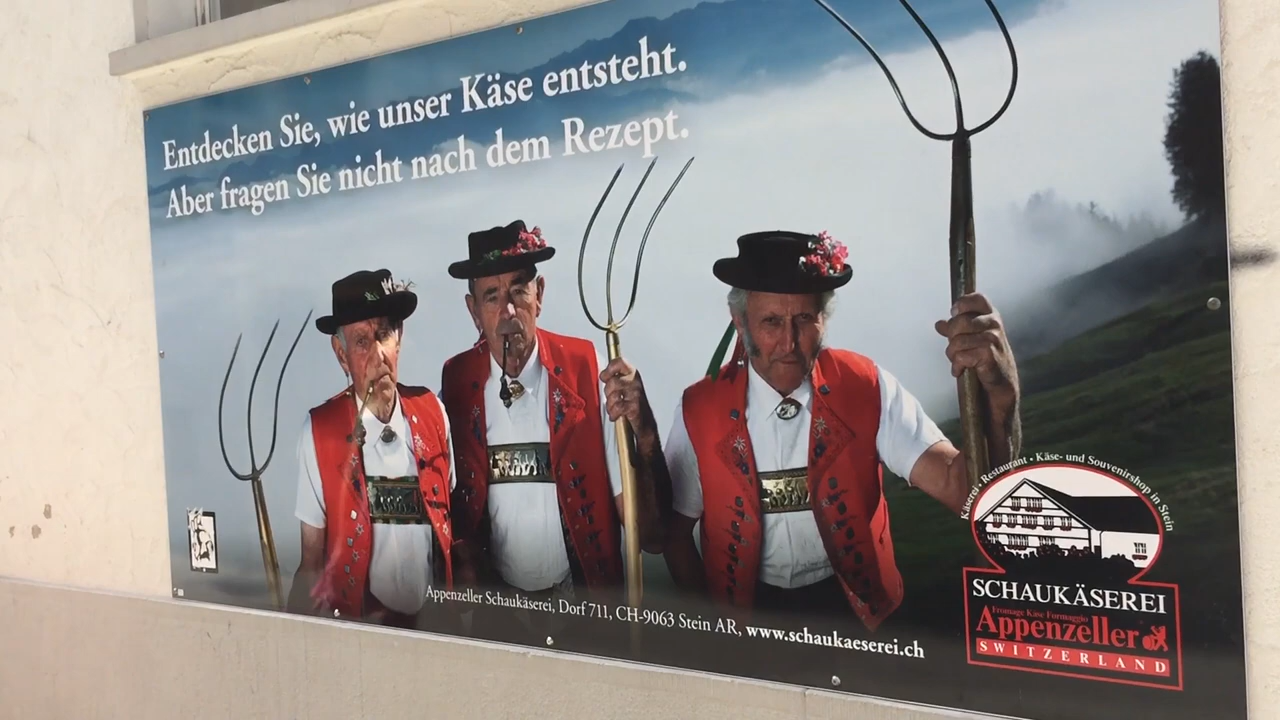 Entdecken Sie, wie unser Käse entsteht.
Aber fragen Sie nicht nach dem Rezept.
Käserei • Restaurant • Käse- und Souvenirshop in Stein
SCHAUKÄSEREI
Fromage Käse Formaggio
Appenzeller
SWITZERLAND
Appenzeller Schaukäserei, Dorf 711, CH-9063 Stein AR, www.schaukaeserei.ch